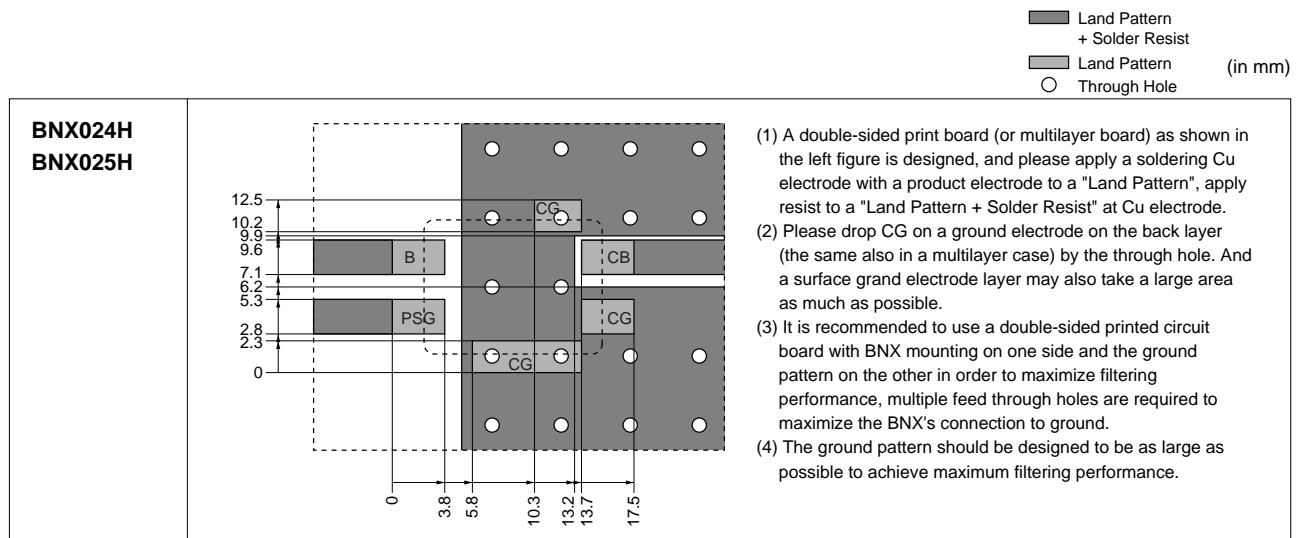 Land Pattern
+ Solder Resist
Land Pattern
(in mm)
Through Hole
BNX024H
BNX025H
12.5
10.2
9.9
9.6
7.1
6.2
5.3
2.8
2.3
0
CG
B
CB
PSG
CG
CG
0
3.8
5.8
10.3
13.2
13.7
17.5
(1) A double-sided print board (or multilayer board) as shown in
the left figure is designed, and please apply a soldering Cu
electrode with a product electrode to a "Land Pattern", apply
resist to a "Land Pattern + Solder Resist" at Cu electrode.
(2) Please drop CG on a ground electrode on the back layer
(the same also in a multilayer case) by the through hole. And
a surface grand electrode layer may also take a large area
as much as possible.
(3) It is recommended to use a double-sided printed circuit
board with BNX mounting on one side and the ground
pattern on the other in order to maximize filtering
performance, multiple feed through holes are required to
maximize the BNX's connection to ground.
(4) The ground pattern should be designed to be as large as
possible to achieve maximum filtering performance.